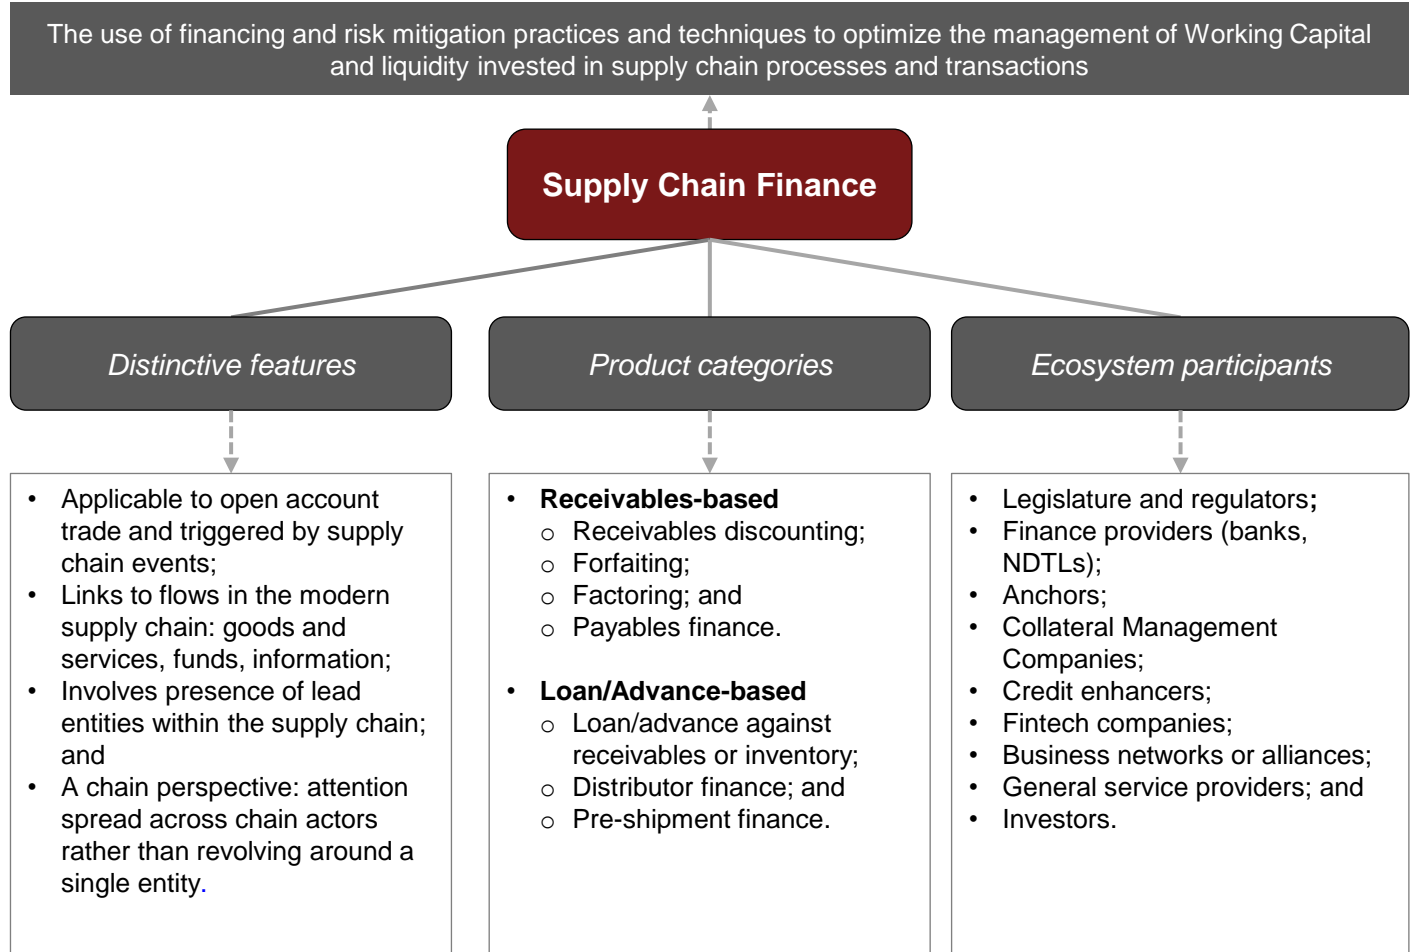 The use of financing and risk mitigation practices and techniques to optimize the management of Working Capital
and liquidity invested in supply chain processes and transactions
Supply Chain Finance
Distinctive features
• Applicable to open account
trade and triggered by supply
chain events;
• Links to flows in the modern
supply chain: goods and
services, funds, information;
• Involves presence of lead
entities within the supply chain;
and
• A chain perspective: attention
spread across chain actors
rather than revolving around a
single entity.
Product categories
• Receivables-based
o Receivables discounting;
o Forfaiting;
o Factoring; and
o Payables finance.
• Loan/Advance-based
o Loan/advance against
receivables or inventory;
o Distributor finance; and
o Pre-shipment finance.
Ecosystem participants
• Legislature and regulators;
• Finance providers (banks,
NDTLs);
• Anchors;
• Collateral Management
Companies;
• Credit enhancers;
• Fintech companies;
• Business networks or alliances;
• General service providers; and
• Investors.